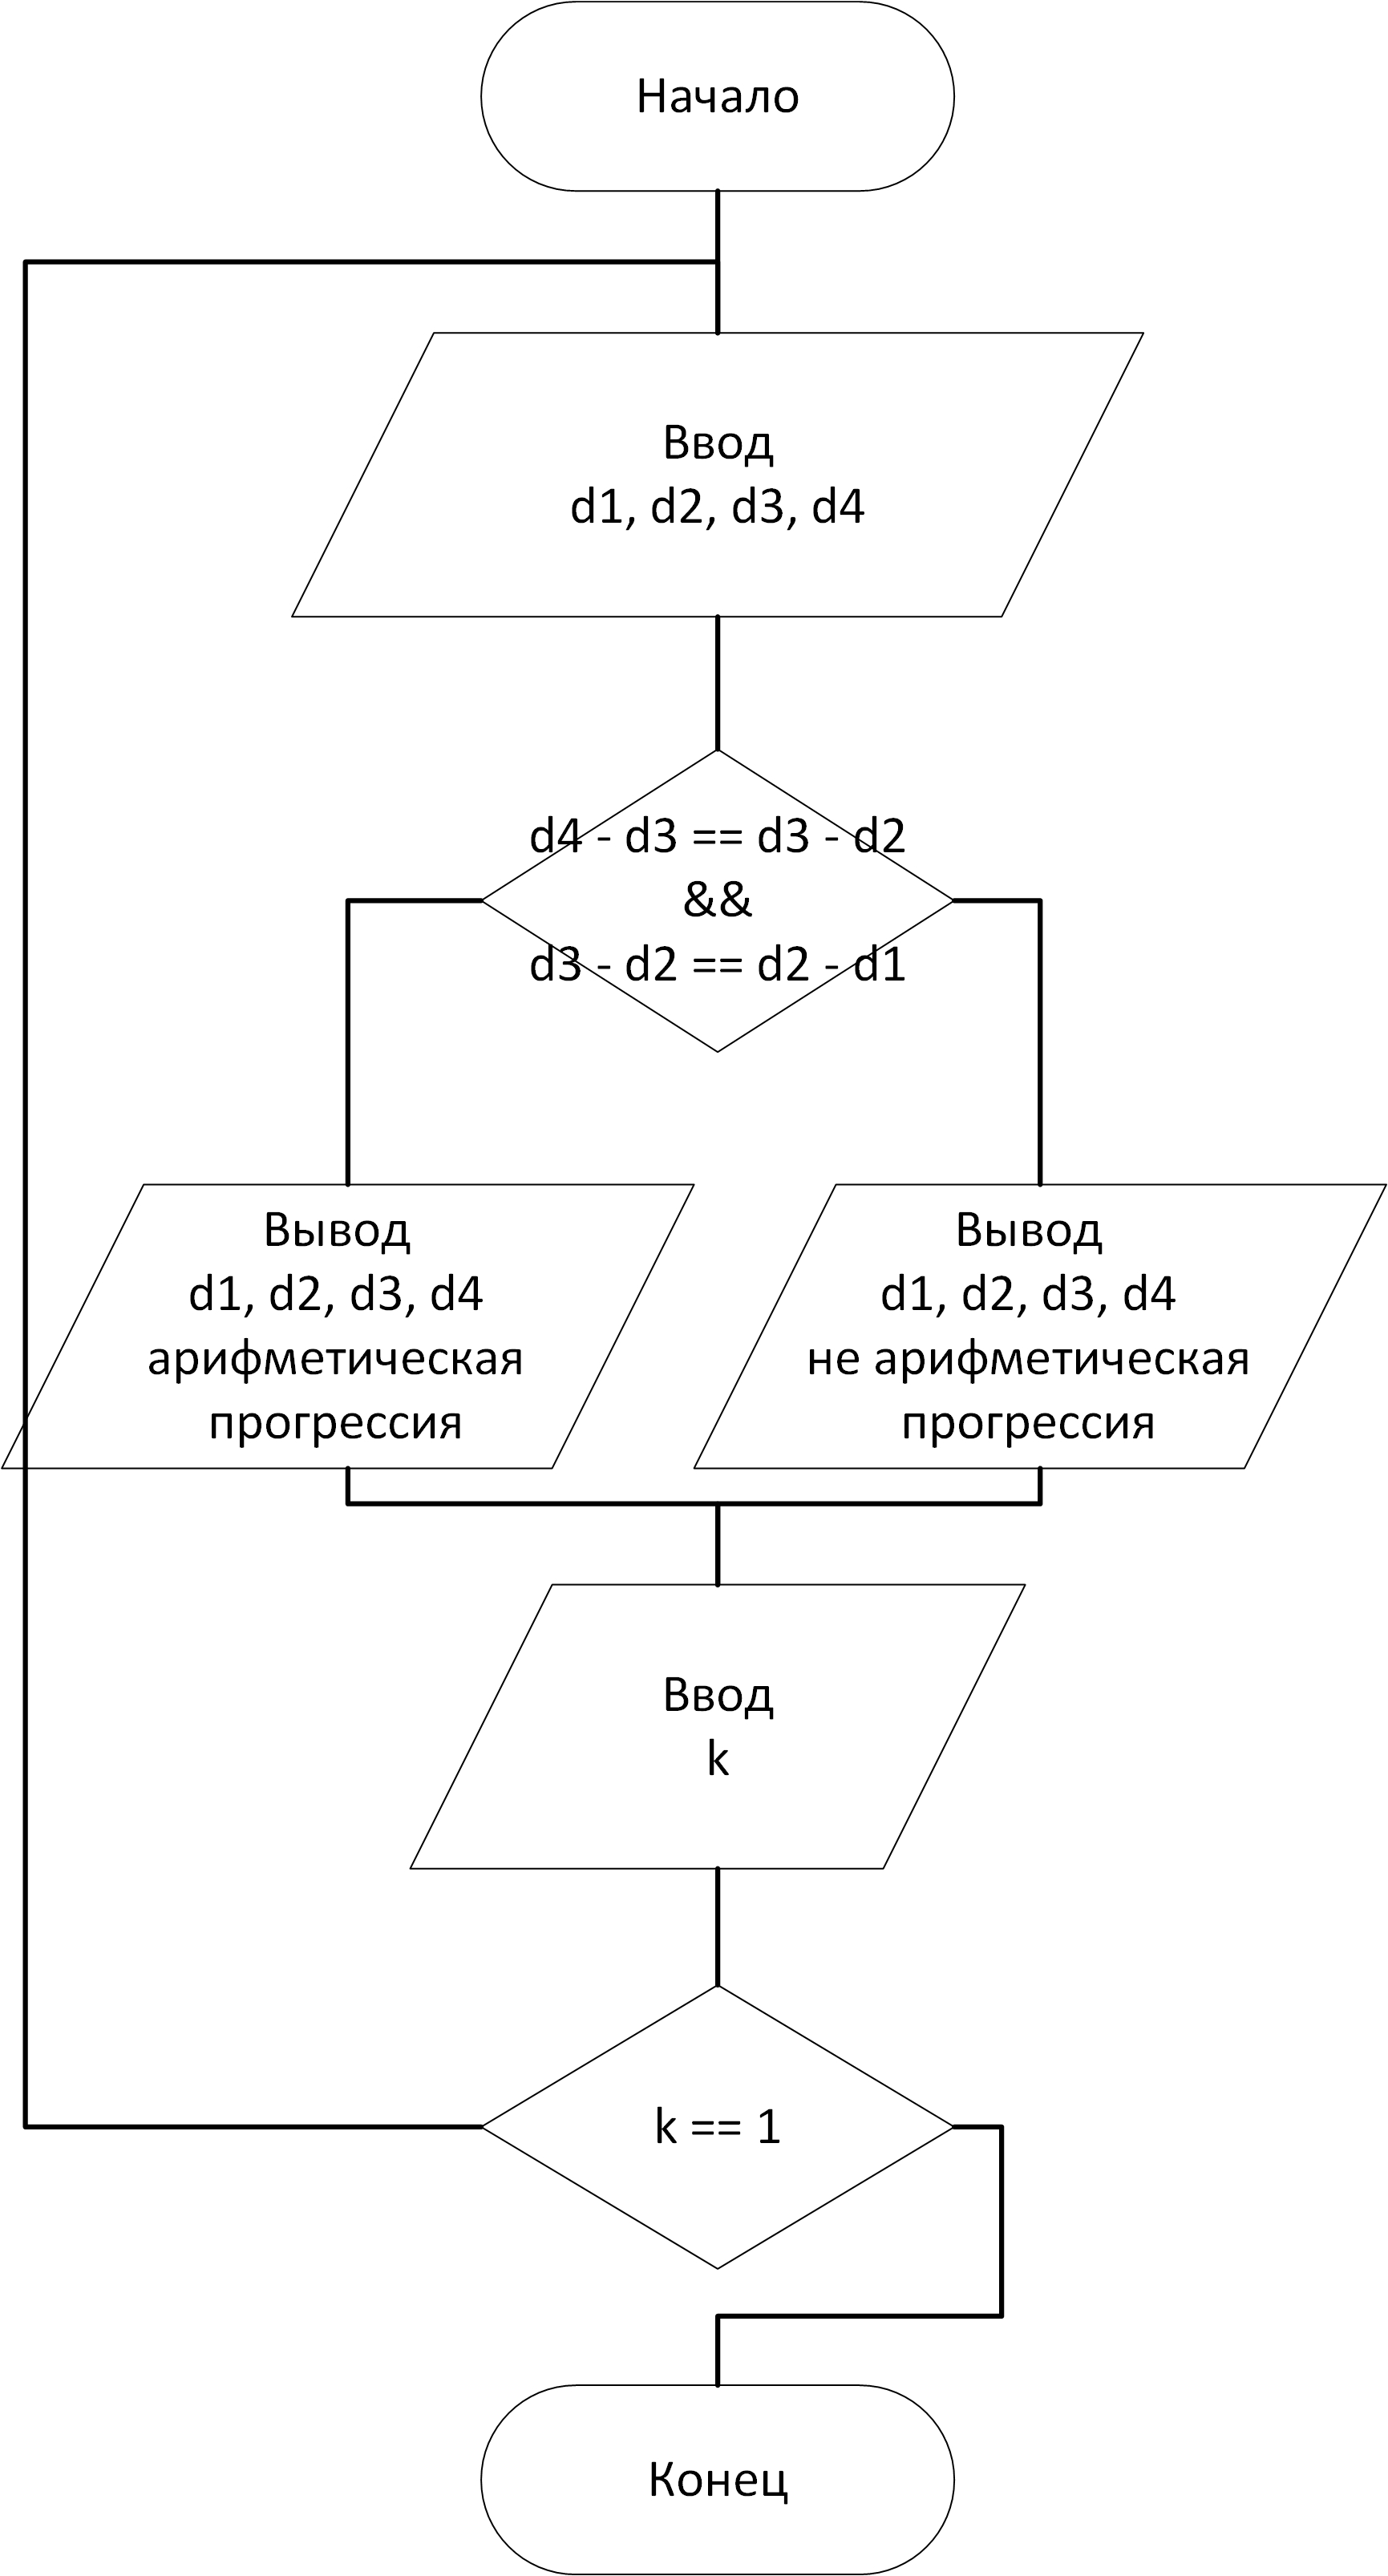 Начало
Ввод
d1, d2, d3, d4
d4 - d3 == d3 - d2
&&
d3 - d2 == d2 - d1
Вывод
d1, d2, d3, d4
арифметическая
прогрессия
Вывод
d1, d2, d3, d4
не арифметическая
прогрессия
Ввод
k
k == 1
Конец